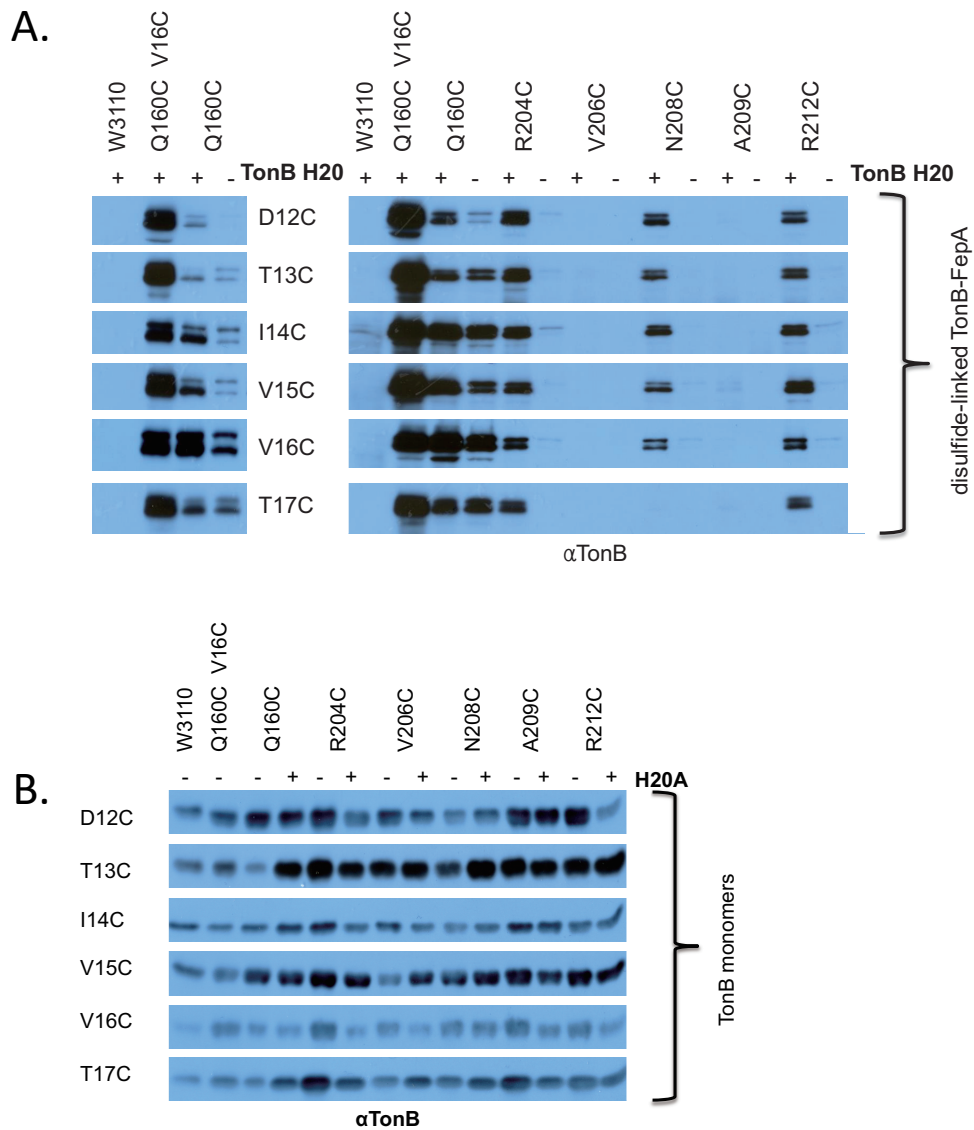 A.
W3110
Q160C V16C
Q160C
W3110
Q160C V16C
Q160C
R204C
V206C
N208C
A209C
R212C
+ + + - TonB H20 + + + - + - + - + - + - + - TonB H20
D12C
T13C
I14C
V15C
V16C
T17C
disulfide-linked TonB-FepA
αTonB
W3110
Q160C V16C
Q160C
R204C
V206C
N208C
A209C
R212C
- - - + - + - + - + - + - + H20A
B.
D12C
T13C
I14C
V15C
V16C
T17C
TonB monomers
αTonB